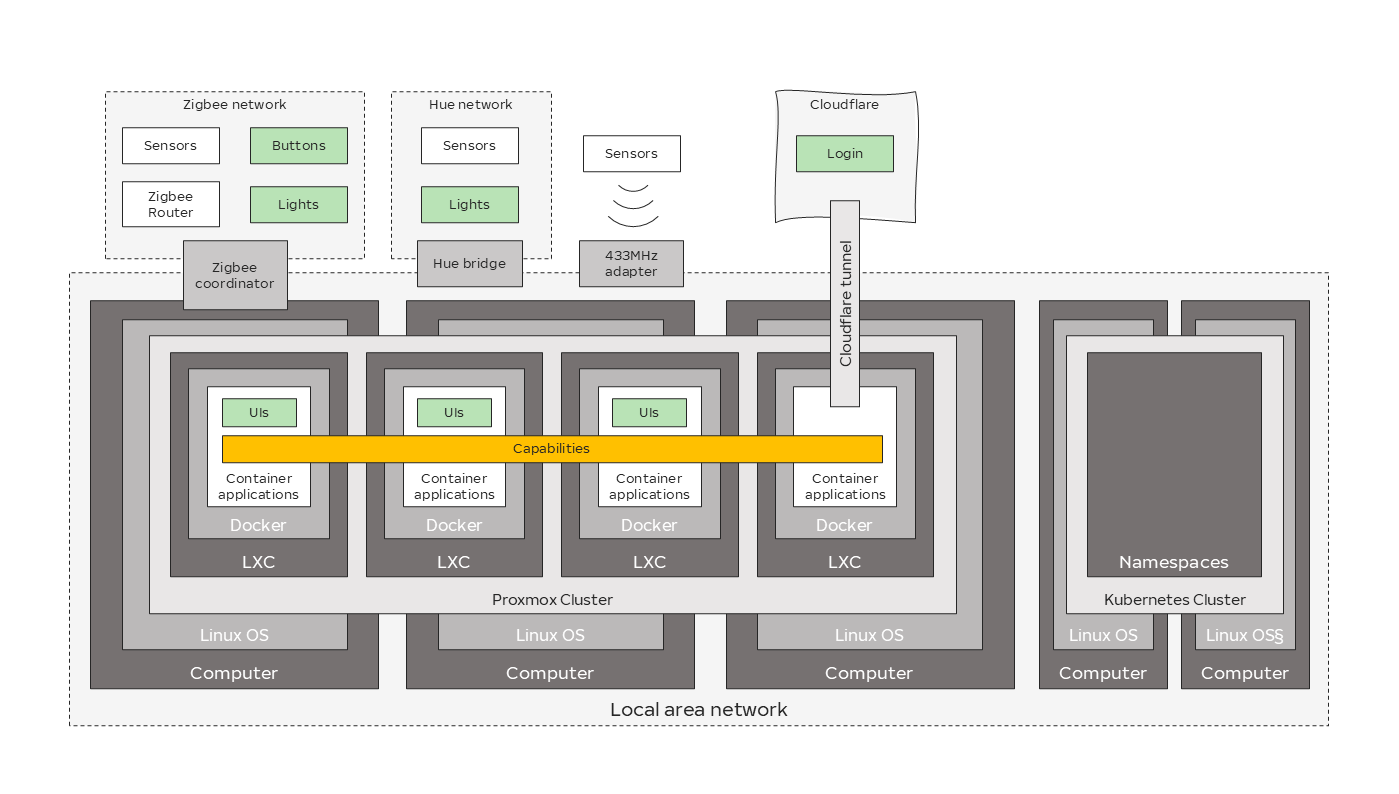 Zigbee network
Hue network
Cloudflare
Sensors
Buttons
Sensors
Sensors
Login
Zigbee
Router
Lights
Lights
Zigbee
coordinator
Hue bridge
433MHz
adapter
Cloudflare tunnel
UIs
UIs
UIs
Capabilities
Container
applications
Container
applications
Container
applications
Container
applications
Docker
Docker
Docker
Docker
LXC
LXC
LXC
LXC
Namespaces
Proxmox Cluster
Kubernetes Cluster
Linux OS
Linux OS
Linux OS
Linux OS
Linux OS§
Computer
Computer
Computer
Computer
Computer
Local area network